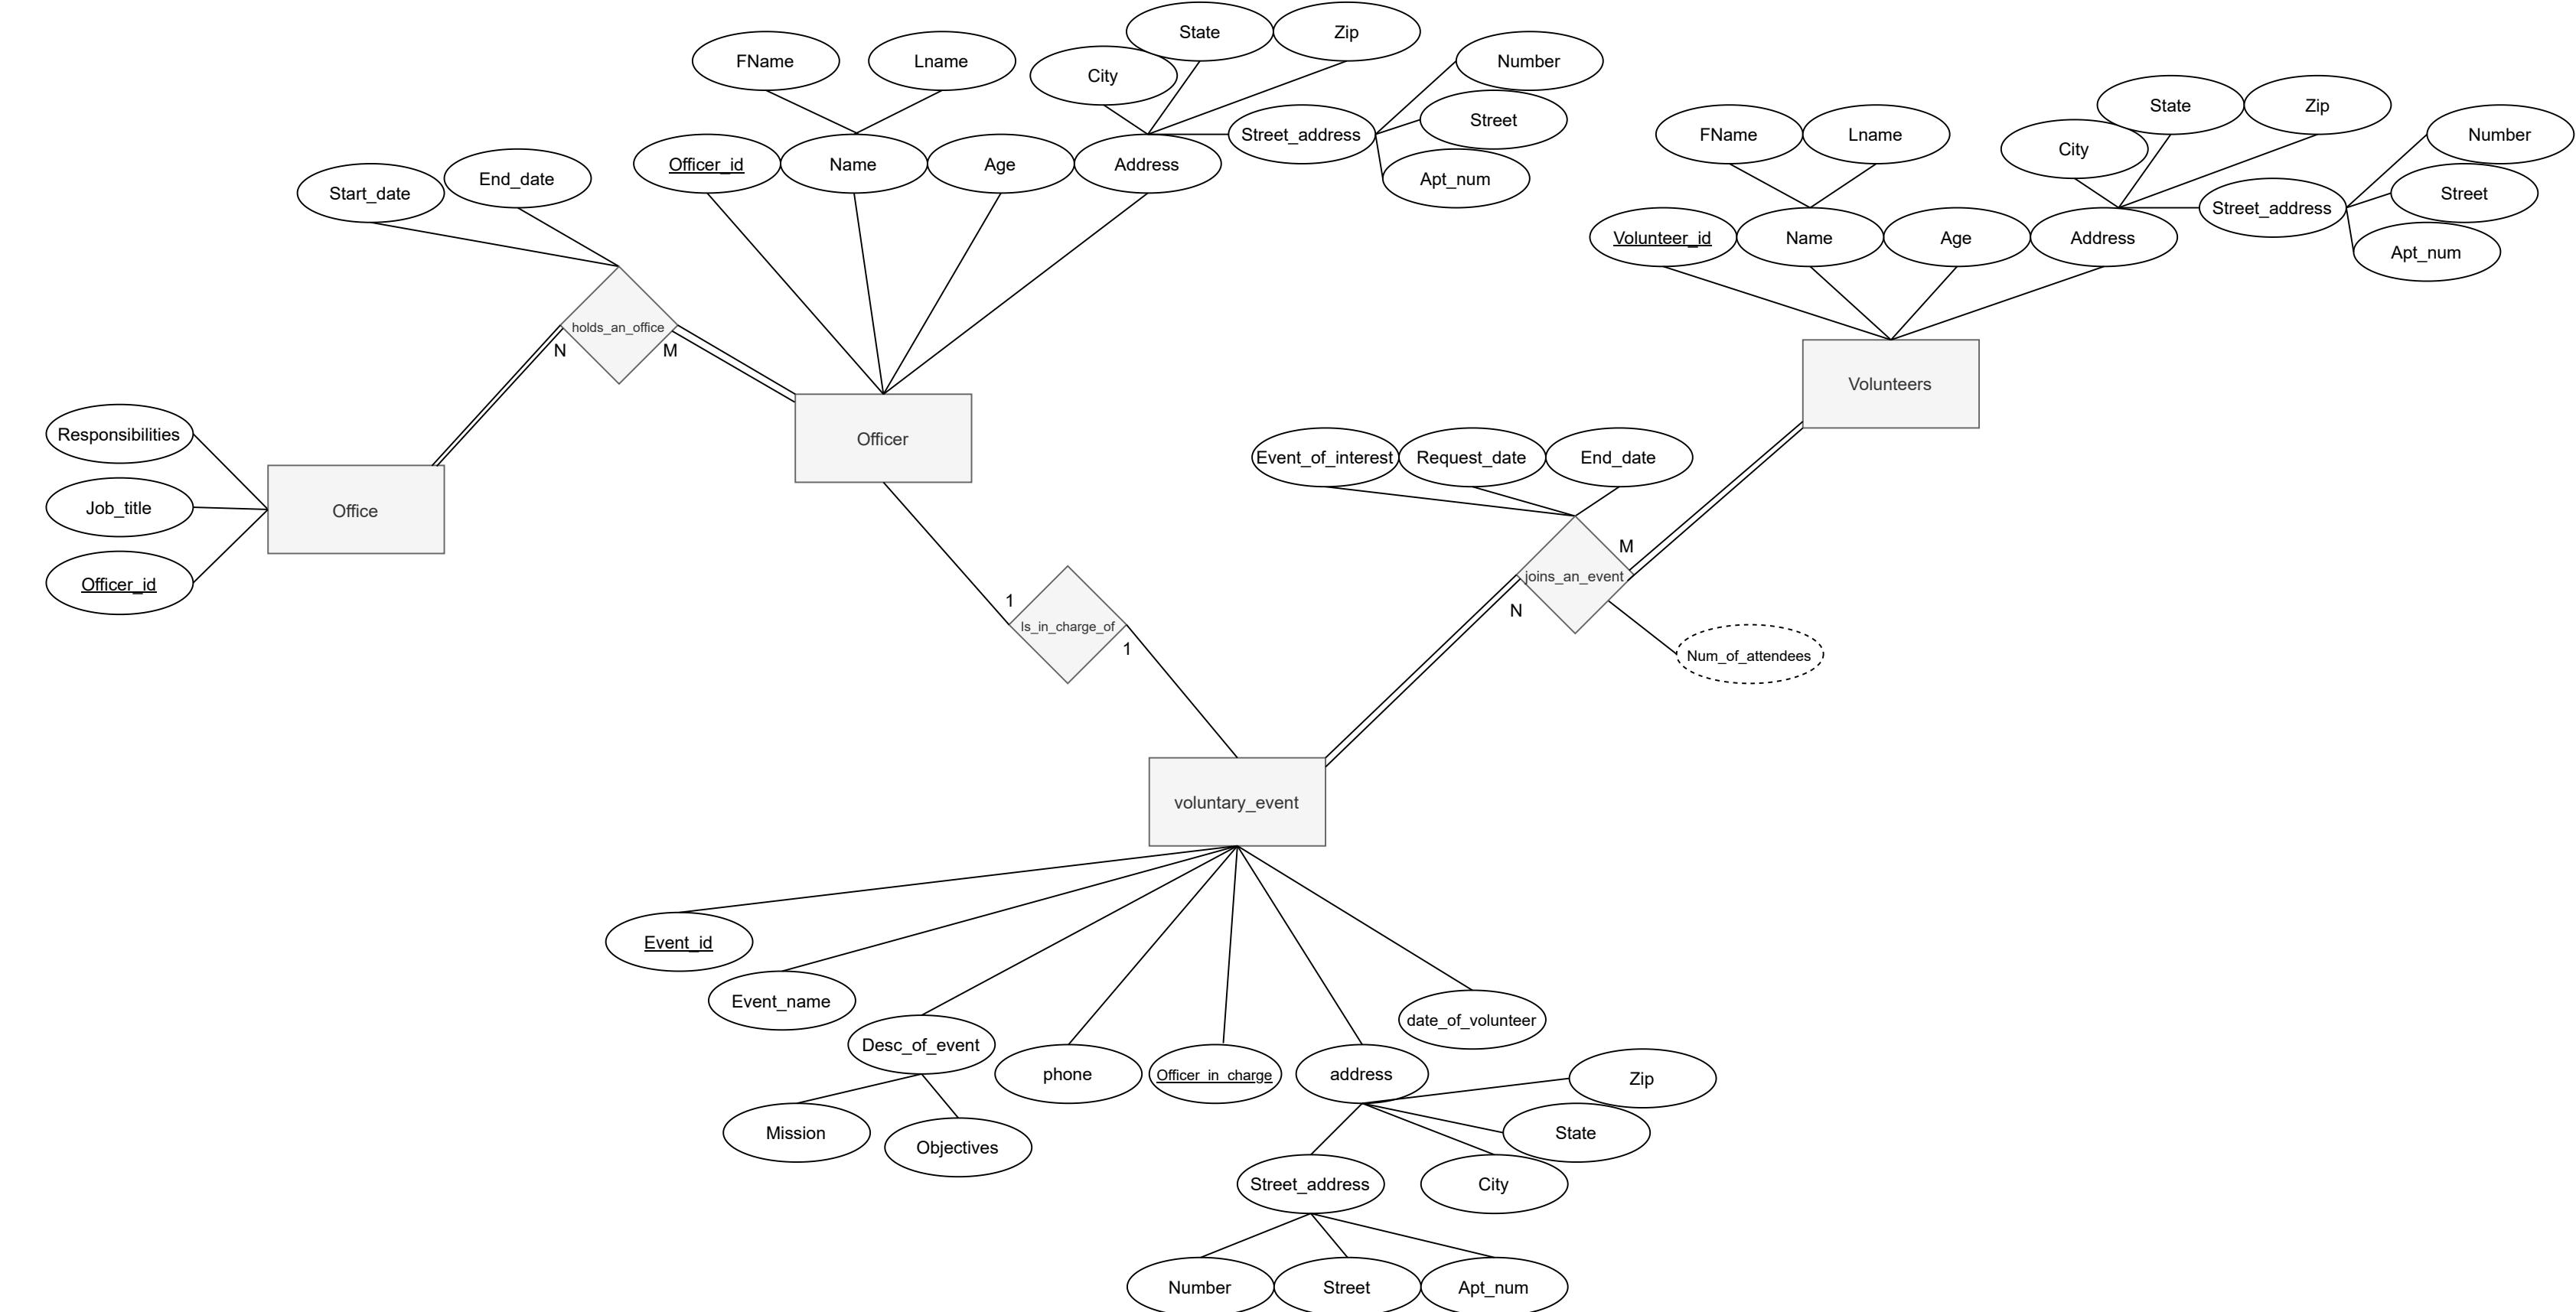 State
Zip
FName
Lname
City
Number
Street_address
Street
Officer_id
Name
Age
Address
Apt_num
Start_date
End_date
State
Zip
FName
Lname
City
Number
Street_address
Street
Volunteer_id
Name
Age
Address
Apt_num
holds_an_office
N
M
Officer
Volunteers
Responsibilities
Job_title
Officer_id
Office
Event_of_interest
Request_date
End_date
M
joins_an_event
N
Num_of_attendees
1
Is_in_charge_of
1
voluntary_event
Event_id
Event_name
Desc_of_event
phone
Officer_in_charge
address
date_of_volunteer
Mission
Objectives
Zip
State
Street_address
City
Number
Street
Apt_num